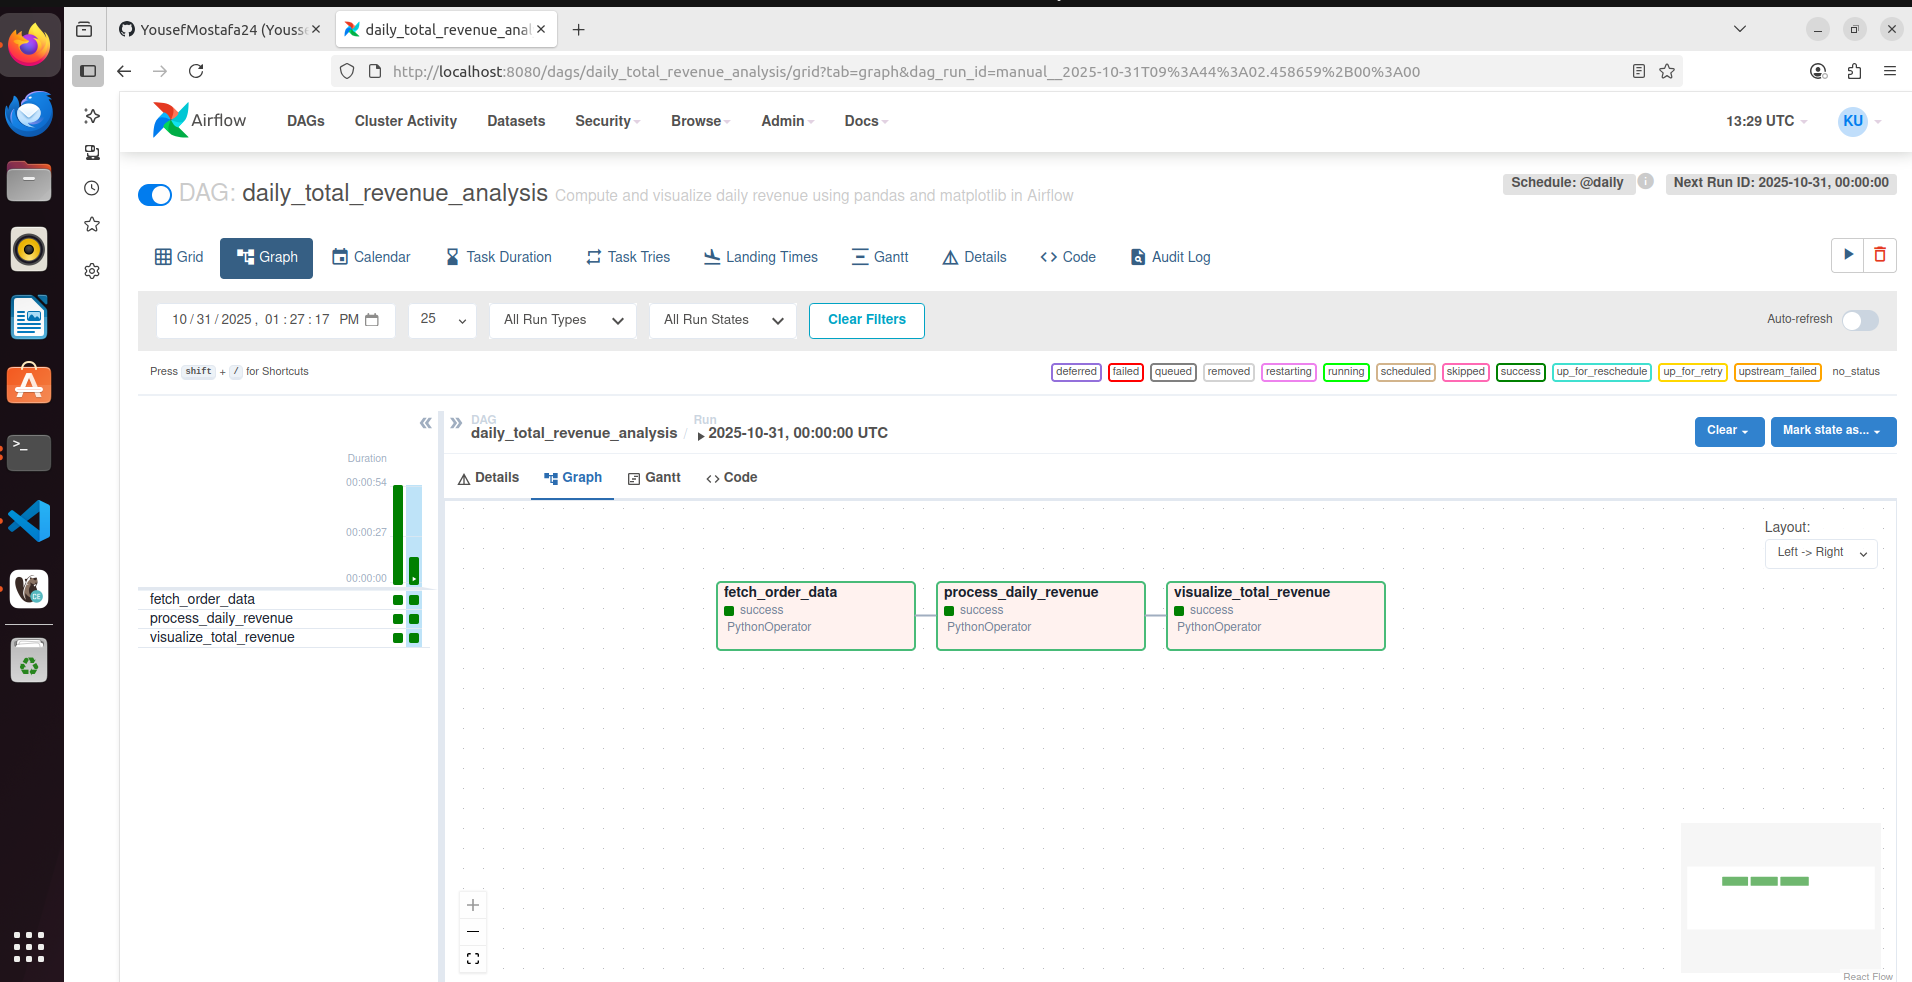 YousefMostafa24 (Yousse
daily_total_revenue_anal
http://localhost:8080/dags/daily_total_revenue_analysis/grid?tab=graph&dag_run_id=manual__2025-10-31T09%3A44%3A02.458659%2B00%3A00
Airflow DAGs Cluster Activity Datasets Security Browse Admin Docs 13:29 UTC KU
DAG: daily_total_revenue_analysis Compute and visualize daily revenue using pandas and matplotlib in Airflow
Schedule: @daily i Next Run ID: 2025-10-31, 00:00:00
Grid Graph Calendar Task Duration Task Tries Landing Times Gantt Details Code Audit Log
10/31/2025, 01:27:17 PM 25 All Run Types All Run States Clear Filters Auto-refresh
Press shift + / for Shortcuts
deferred failed queued removed restarting running scheduled skipped success up_for_reschedule up_for_retry upstream_failed no_status
DAG Run
daily_total_revenue_analysis / 2025-10-31, 00:00:00 UTC
Clear Mark state as...
Details Graph Gantt Code
Duration
00:00:54
00:00:27
00:00:00
fetch_order_data
process_daily_revenue
visualize_total_revenue
Layout:
Left -> Right
fetch_order_data
success
PythonOperator
process_daily_revenue
success
PythonOperator
visualize_total_revenue
success
PythonOperator
React Flow